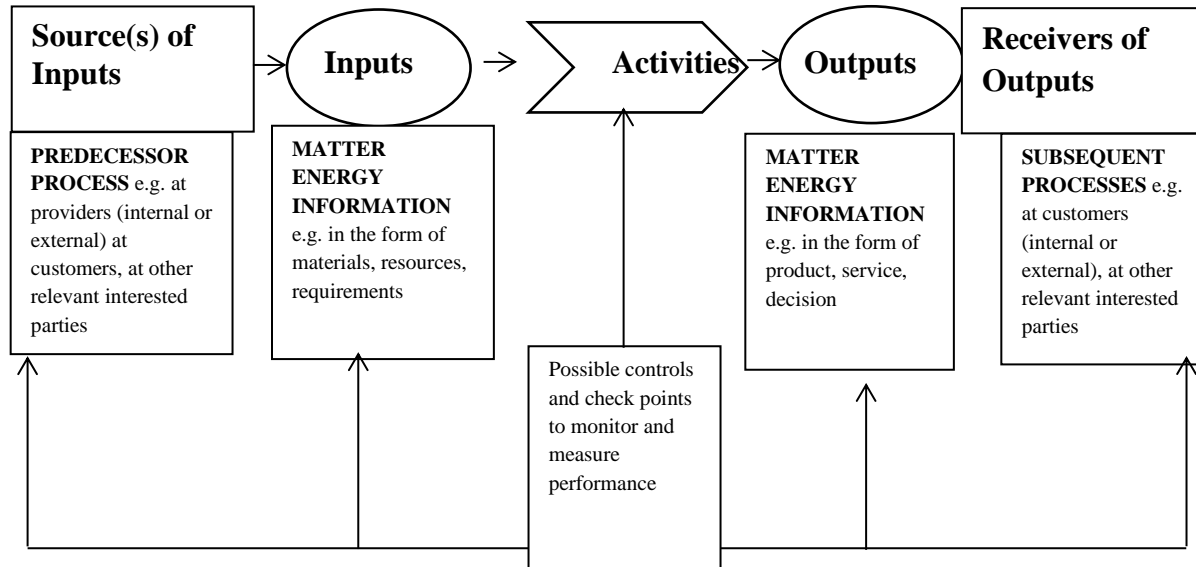 Source(s) of
Inputs
Inputs
Activities
Outputs
Receivers of
Outputs
PREDECESSOR
PROCESS e.g. at
providers (internal or
external) at
customers, at other
relevant interested
parties
MATTER
ENERGY
INFORMATION
e.g. in the form of
materials, resources,
requirements
MATTER
ENERGY
INFORMATION
e.g. in the form of
product, service,
decision
SUBSEQUENT
PROCESSES e.g.
at customers
(internal or
external), at other
relevant interested
parties
Possible controls
and check points
to monitor and
measure
performance